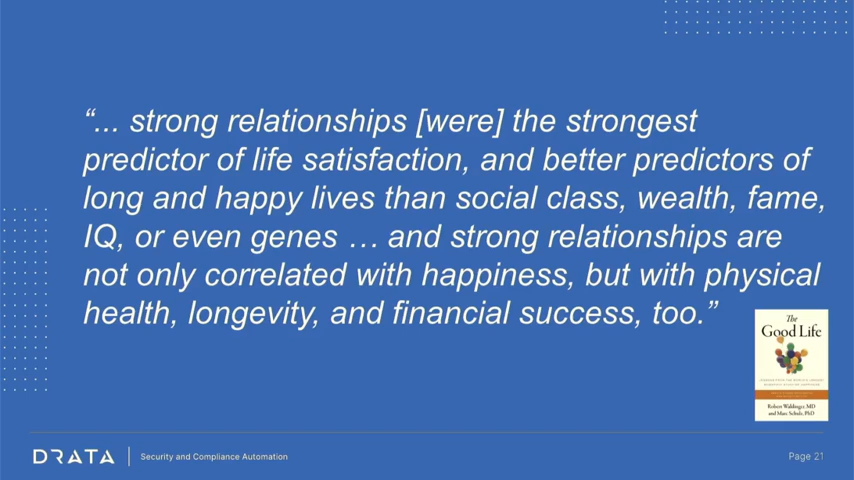 “... strong relationships [were] the strongest
predictor of life satisfaction, and better predictors of
long and happy lives than social class, wealth, fame,
IQ, or even genes … and strong relationships are
not only correlated with happiness, but with physical
health, longevity, and financial success, too.”
The
Good Life
Robert Waldinger, MD
and Marc Schulz, PhD
DRATA
Security and Compliance Automation
Page 21